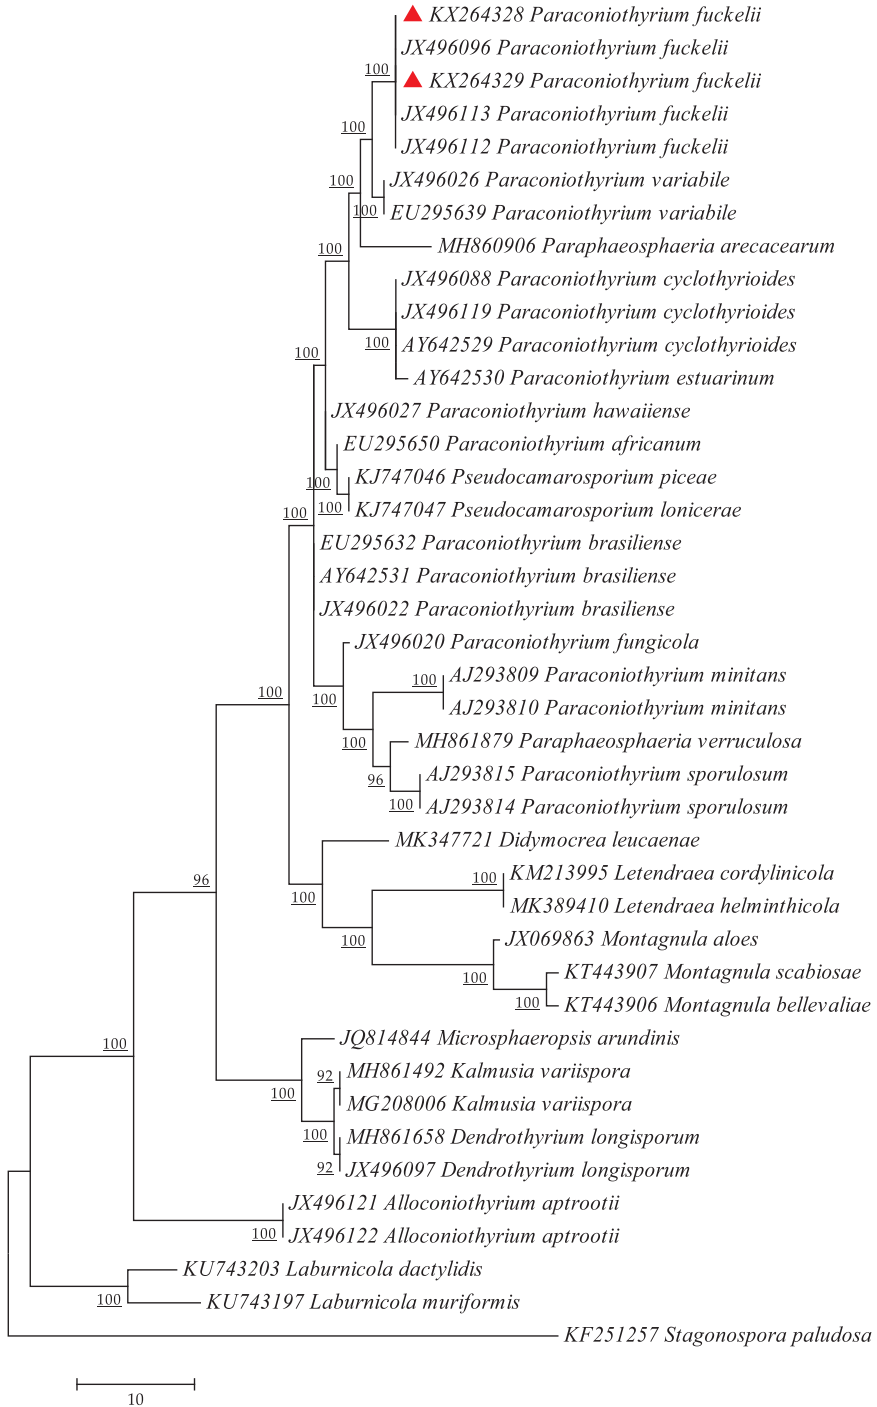 KX264328 Paraconiothyrium fuckelii
JX496096 Paraconiothyrium fuckelii
100
KX264329 Paraconiothyrium fuckelii
JX496113 Paraconiothyrium fuckelii
100
JX496112 Paraconiothyrium fuckelii
100
JX496026 Paraconiothyrium variabile
100
EU295639 Paraconiothyrium variabile
100
MH860906 Paraphaeosphaeria arecacearum
JX496088 Paraconiothyrium cyclothyrioides
JX496119 Paraconiothyrium cyclothyrioides
100
AY642529 Paraconiothyrium cyclothyrioides
100
AY642530 Paraconiothyrium estuarinum
JX496027 Paraconiothyrium hawaiiense
EU295650 Paraconiothyrium africanum
KJ747046 Pseudocamarosporium piceae
100
100
KJ747047 Pseudocamarosporium lonicerae
100
EU295632 Paraconiothyrium brasiliense
AY642531 Paraconiothyrium brasiliense
JX496022 Paraconiothyrium brasiliense
JX496020 Paraconiothyrium fungicola
AJ293809 Paraconiothyrium minitans
100
100
100
AJ293810 Paraconiothyrium minitans
100
MH861879 Paraphaeosphaeria verruculosa
AJ293815 Paraconiothyrium sporulosum
96
100
AJ293814 Paraconiothyrium sporulosum
MK347721 Didymocrea leucaenae
KM213995 Letendraea cordylinicola
100
96
100
MK389410 Letendraea helminthicola
100
JX069863 Montagnula aloes
KT443907 Montagnula scabiosae
100
100
KT443906 Montagnula bellevaliae
JQ814844 Microsphaeropsis arundinis
100
MH861492 Kalmusia variispora
92
100
MG208006 Kalmusia variispora
100
MH861658 Dendrothyrium longisporum
92
JX496097 Dendrothyrium longisporum
JX496121 Alloconiothyrium aptrootii
100
JX496122 Alloconiothyrium aptrootii
KU743203 Laburnicola dactylidis
100
KU743197 Laburnicola muriformis
KF251257 Stagonospora paludosa
10